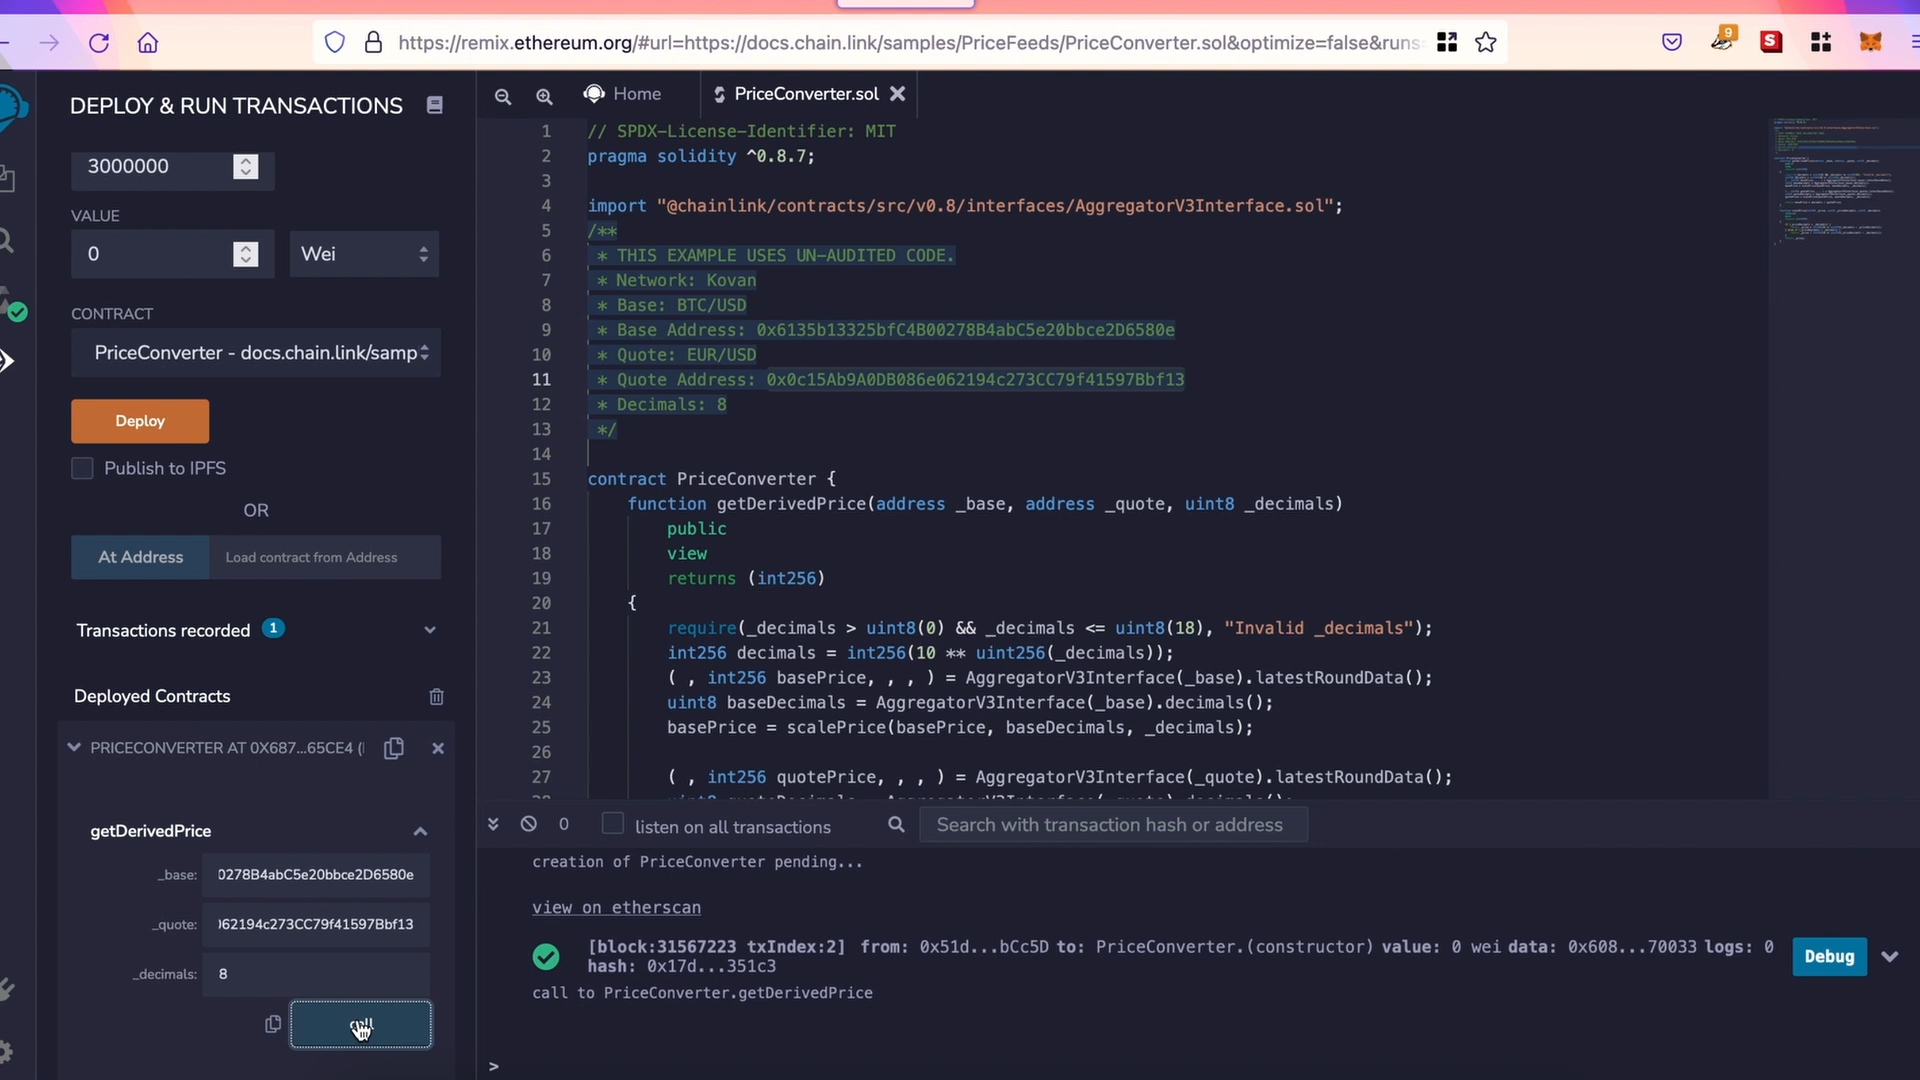 https://remix.ethereum.org/#url=https://docs.chain.link/samples/PriceFeeds/PriceConverter.sol&optimize=false&runs=
9
S
DEPLOY & RUN TRANSACTIONS
3000000
VALUE
0
Wei
CONTRACT
PriceConverter - docs.chain.link/samp
Deploy
Publish to IPFS
OR
At Address
Load contract from Address
Transactions recorded 1
Deployed Contracts
PRICECONVERTER AT 0X687...65CE4 (
getDerivedPrice
_base: 0278B4abC5e20bbce2D6580e
_quote: 062194c273CC79f41597Bbf13
_decimals: 8
call
Home
PriceConverter.sol
1 // SPDX-License-Identifier: MIT
2 pragma solidity ^0.8.7;
3
4 import "@chainlink/contracts/src/v0.8/interfaces/AggregatorV3Interface.sol";
5 /**
6 * THIS EXAMPLE USES UN-AUDITED CODE.
7 * Network: Kovan
8 * Base: BTC/USD
9 * Base Address: 0x6135b13325bfC4B00278B4abC5e20bbce2D6580e
10 * Quote: EUR/USD
11 * Quote Address: 0x0c15Ab9A0DB086e062194c273CC79f41597Bbf13
12 * Decimals: 8
13 */
14
15 contract PriceConverter {
16 function getDerivedPrice(address _base, address _quote, uint8 _decimals)
17 public
18 view
19 returns (int256)
20 {
21 require(_decimals > uint8(0) && _decimals <= uint8(18), "Invalid _decimals");
22 int256 decimals = int256(10 ** uint256(_decimals));
23 ( , int256 basePrice, , , ) = AggregatorV3Interface(_base).latestRoundData();
24 uint8 baseDecimals = AggregatorV3Interface(_base).decimals();
25 basePrice = scalePrice(basePrice, baseDecimals, _decimals);
26
27 ( , int256 quotePrice, , , ) = AggregatorV3Interface(_quote).latestRoundData();
0
listen on all transactions
Search with transaction hash or address
creation of PriceConverter pending...
view on etherscan
[block:31567223 txIndex:2] from: 0x51d...bCc5D to: PriceConverter.(constructor) value: 0 wei data: 0x608...70033 logs: 0
hash: 0x17d...351c3
Debug
call to PriceConverter.getDerivedPrice
>